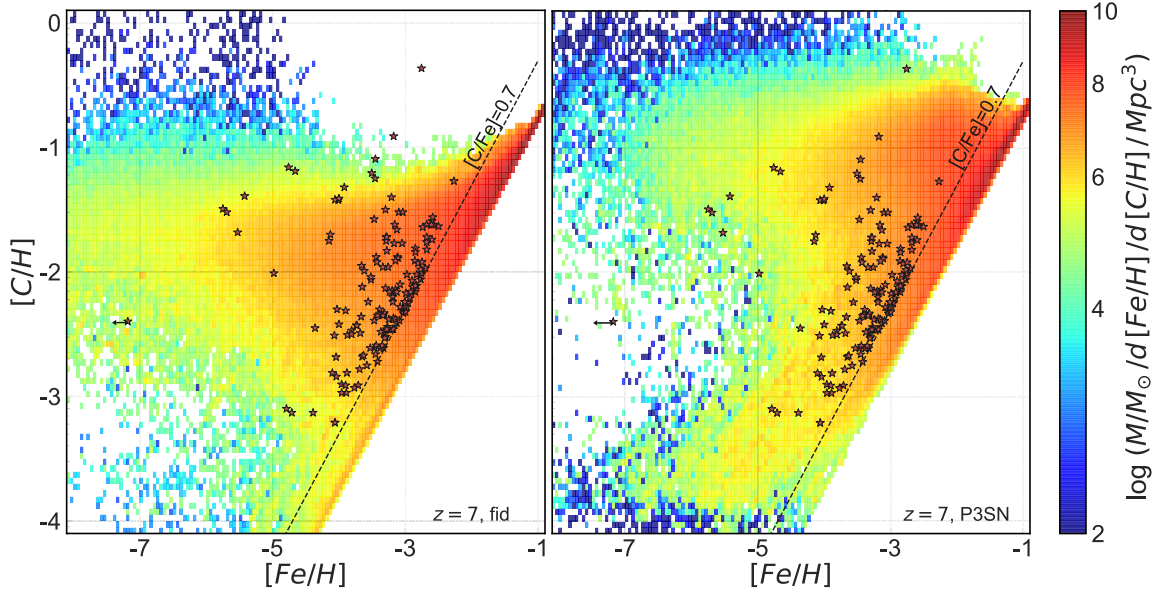 0
-1
-2
-3
-4
[C/H]
[C/Fe]=0.7
z = 7, fid
-7
-5
-3
-1
[Fe/H]
[C/Fe]=0.7
z = 7, P3SN
-7
-5
-3
-1
[Fe/H]
10
8
6
4
2
log (M/M⊙/d [Fe/H]/d [C/H]/Mpc³)